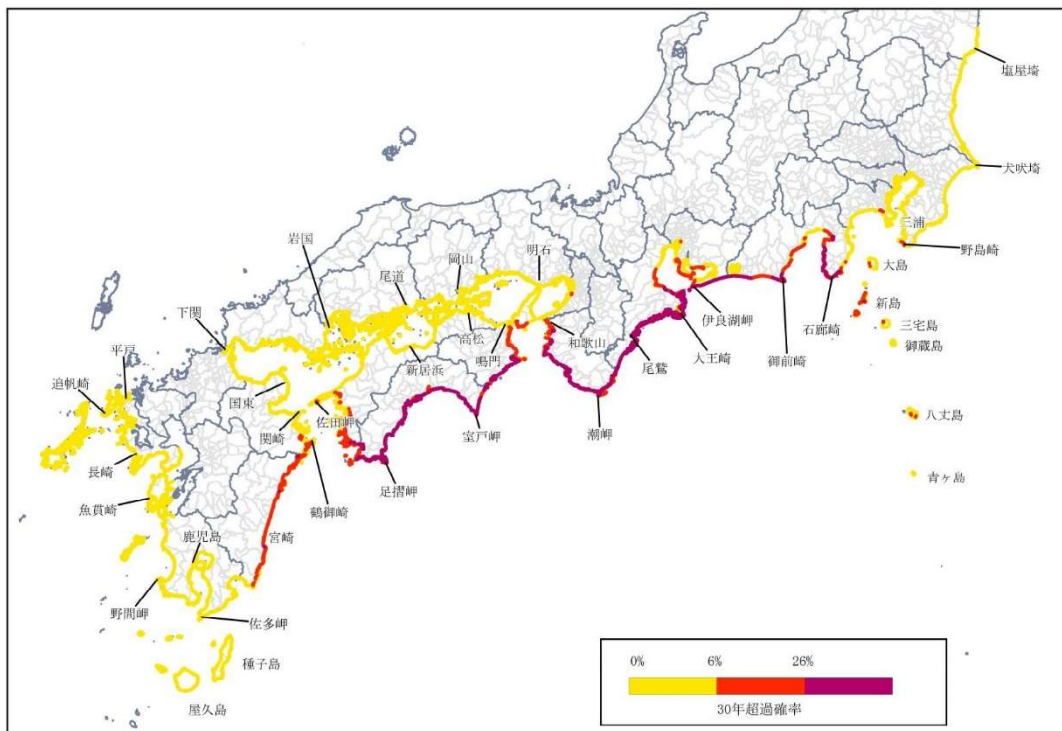 塩屋埼
犬吠埼
三浦
野島崎
大島
新島
三宅島
御蔵島
八丈島
青ヶ島
石廊崎
御前崎
伊良湖岬
大王崎
尾鷲
潮岬
和歌山
明石
岡山
尾道
岩国
下関
高松
鳴門
新居浜
室戸岬
足摺岬
佐田岬
国東
関崎
鶴御崎
宮崎
平戸
追帆崎
長崎
魚貫崎
鹿児島
野間岬
佐多岬
種子島
屋久島
0% 6% 26%
30年超過確率